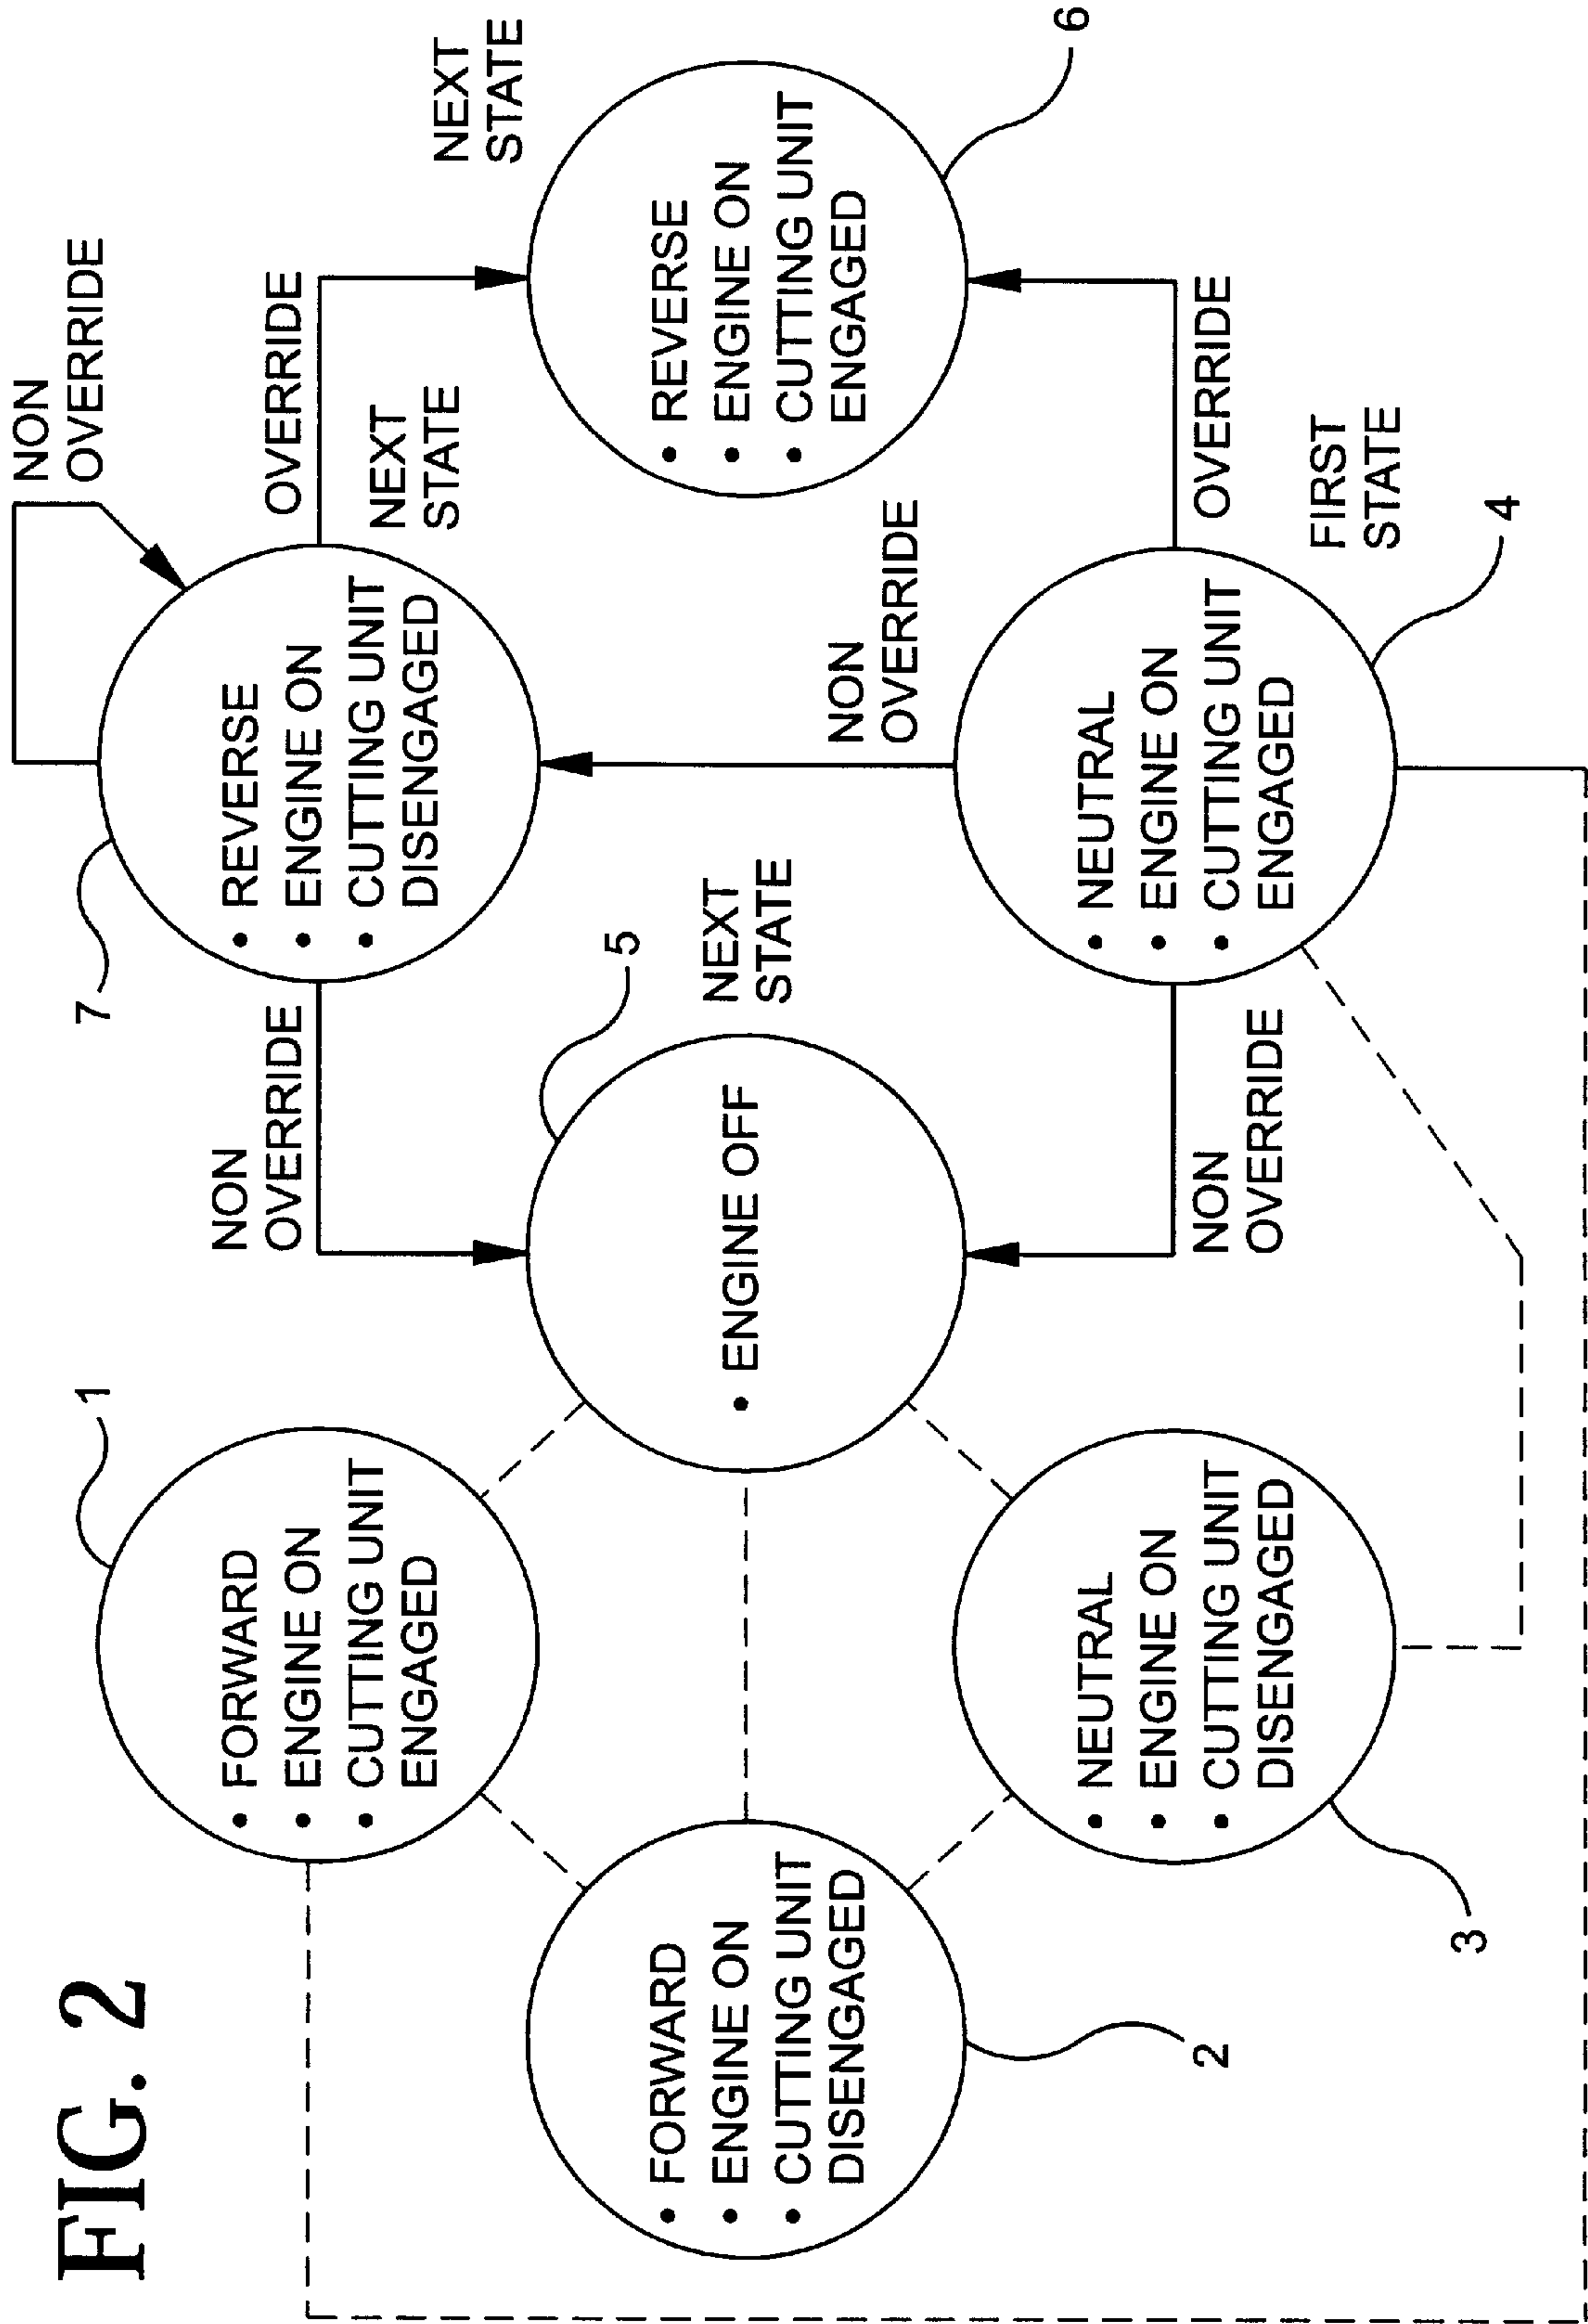 FIG. 2
1
• FORWARD
• ENGINE ON
• CUTTING UNIT
ENGAGED
2
• FORWARD
• ENGINE ON
• CUTTING UNIT
DISENGAGED
3
• NEUTRAL
• ENGINE ON
• CUTTING UNIT
DISENGAGED
5
• ENGINE OFF
NEXT
STATE
NON
OVERRIDE
NON
OVERRIDE
7
• REVERSE
• ENGINE ON
• CUTTING UNIT
DISENGAGED
NON
OVERRIDE
OVERRIDE
NEXT
STATE
NON
OVERRIDE
• NEUTRAL
• ENGINE ON
• CUTTING UNIT
ENGAGED
FIRST
STATE
4
OVERRIDE
NEXT
STATE
• REVERSE
• ENGINE ON
• CUTTING UNIT
ENGAGED
6